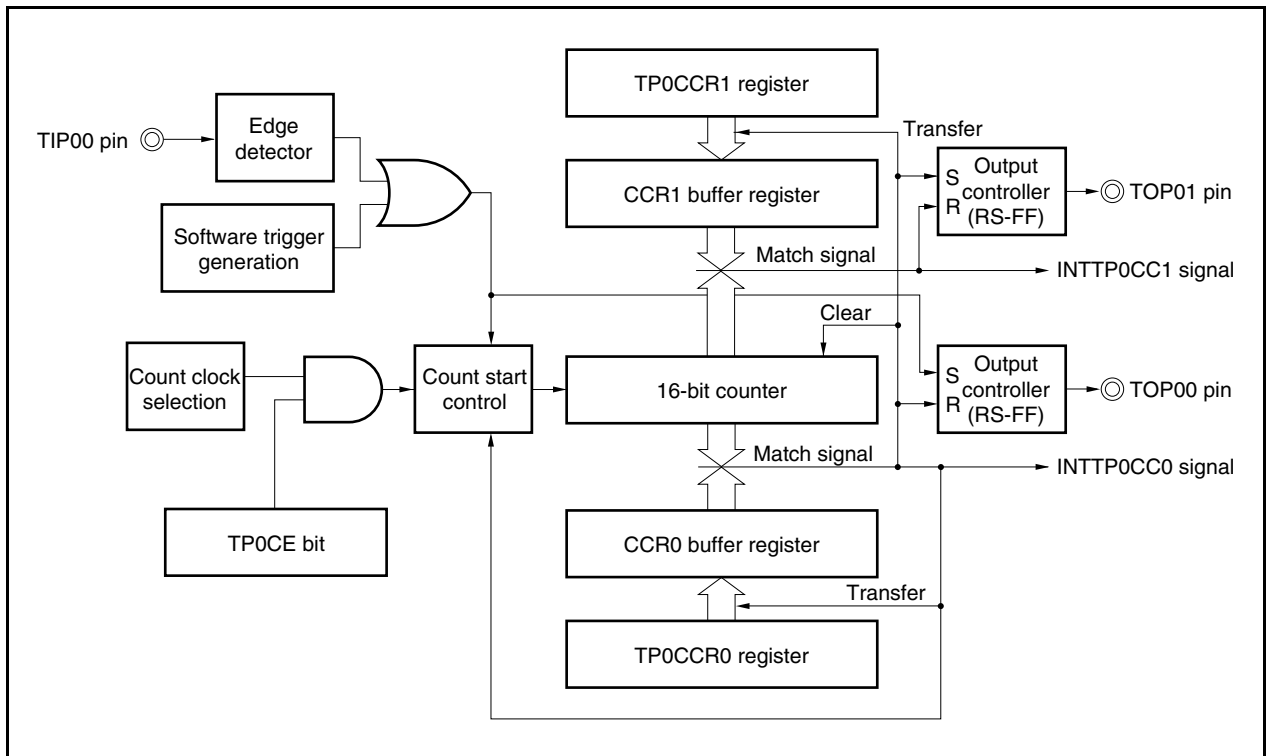 TP0CCR1 register
TIP00 pin
Edge
detector
Transfer
CCR1 buffer register
S
R
Output
controller
(RS-FF)
TOP01 pin
Software trigger
generation
Match signal
INTTP0CC1 signal
Clear
Count clock
selection
Count start
control
16-bit counter
S
R
Output
controller
(RS-FF)
TOP00 pin
Match signal
INTTP0CC0 signal
TP0CE bit
CCR0 buffer register
Transfer
TP0CCR0 register